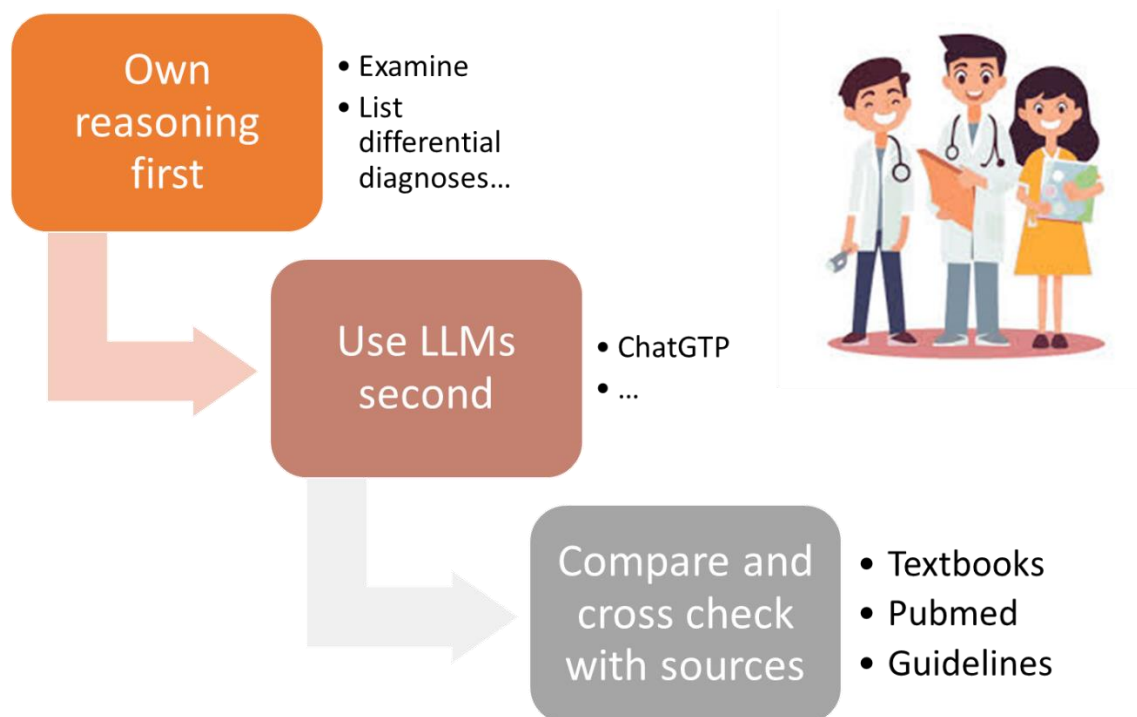 Own
reasoning
first
• Examine
• List
differential
diagnoses...
Use LLMs
second
• ChatGTP
• ...
Compare and
cross check
with sources
• Textbooks
• Pubmed
• Guidelines